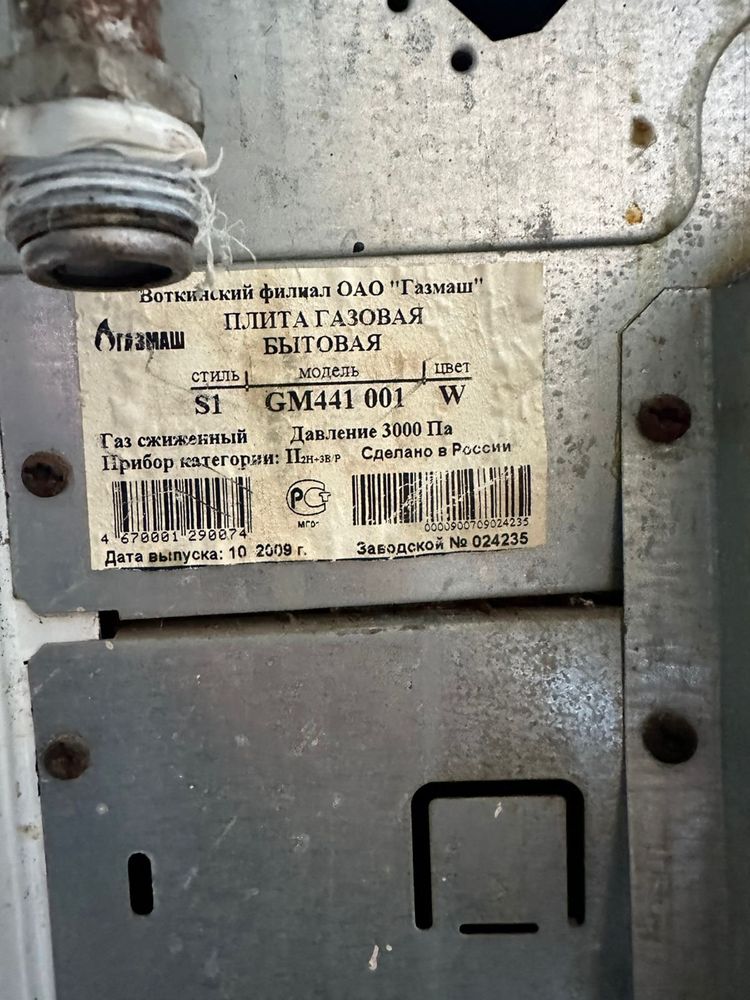 Воткинский филиал ОАО "Газмаш"
ГАЗМАШ
ПЛИТА ГАЗОВАЯ
БЫТОВАЯ
стиль модель цвет
S1 GM441 001 W
Газ сжиженный Давление 3000 Па
Прибор категории: II2H+3B/P Сделано в России
4 670001 290074
0000900709024235
Дата выпуска: 10 2009 г. Заводской № 024235